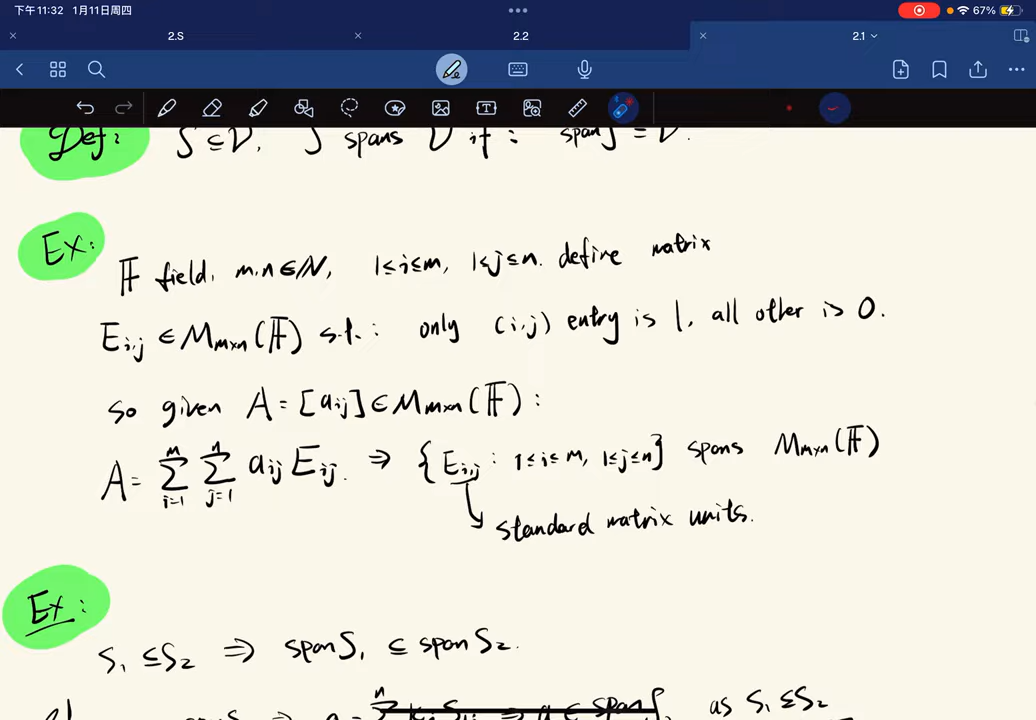 下午11:32 1月11日周四
67%
2.S
2.2
2.1
Def: S ⊆ V, S spans V if : span S = V.
Ex:
F field, m,n ∈ N, 1≤i≤m, 1≤j≤n. define matrix
E_{i,j} ∈ M_{m×n}(F) s.t. : only (i,j) entry is 1, all other is 0.
so given A = [a_{ij}] ∈ M_{m×n}(F) :
A = ∑_{i=1}^{m} ∑_{j=1}^{n} a_{ij} E_{ij}. ⇒ {E_{i,j} : 1≤i≤m, 1≤j≤n} spans M_{m×n}(F)
standard matrix units.
Ex:
S₁ ⊆ S₂ ⇒ span S₁ ⊆ span S₂.
as S₁ ⊆ S₂